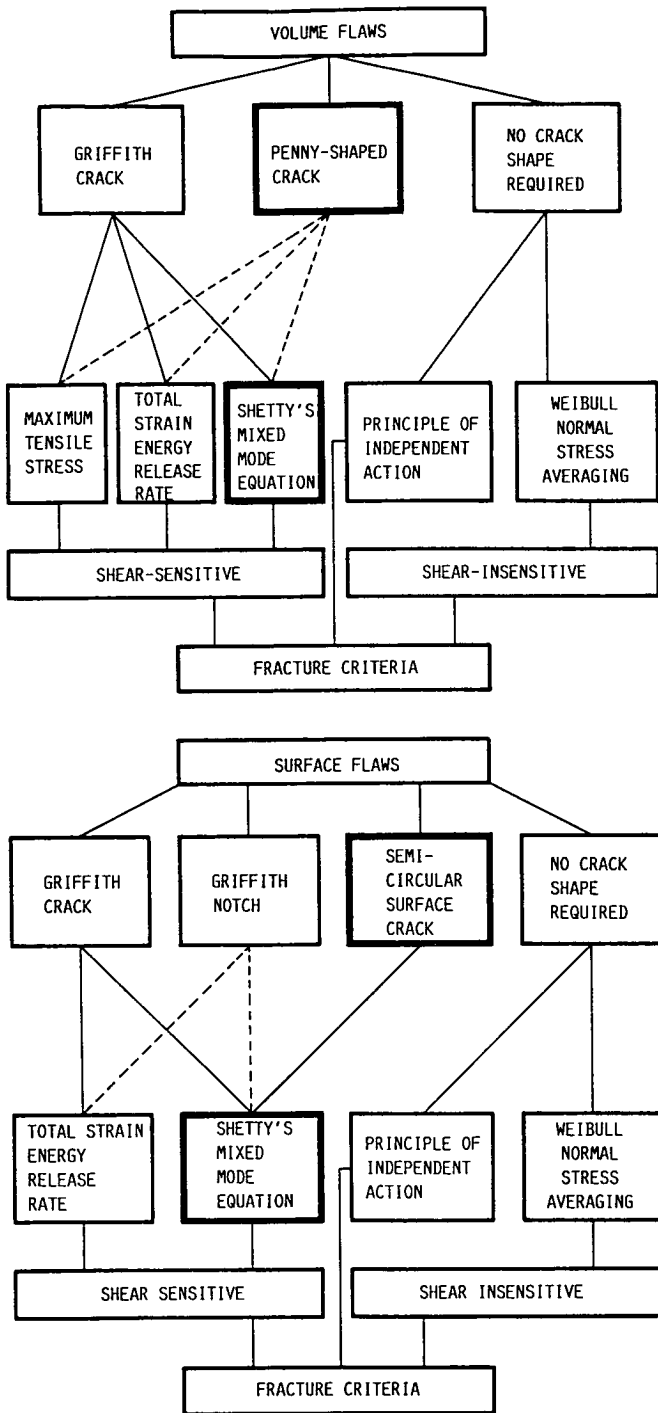 VOLUME FLAWS
GRIFFITH
CRACK
PENNY-SHAPED
CRACK
NO CRACK
SHAPE
REQUIRED
MAXIMUM
TENSILE
STRESS
TOTAL
STRAIN
ENERGY
RELEASE
RATE
SHETTY'S
MIXED
MODE
EQUATION
PRINCIPLE OF
INDEPENDENT
ACTION
WEIBULL
NORMAL
STRESS
AVERAGING
SHEAR-SENSITIVE
SHEAR-INSENSITIVE
FRACTURE CRITERIA
SURFACE FLAWS
GRIFFITH
CRACK
GRIFFITH
NOTCH
SEMI-
CIRCULAR
SURFACE
CRACK
NO CRACK
SHAPE
REQUIRED
TOTAL STRAIN
ENERGY
RELEASE
RATE
SHETTY'S
MIXED
MODE
EQUATION
PRINCIPLE OF
INDEPENDENT
ACTION
WEIBULL
NORMAL
STRESS
AVERAGING
SHEAR SENSITIVE
SHEAR INSENSITIVE
FRACTURE CRITERIA